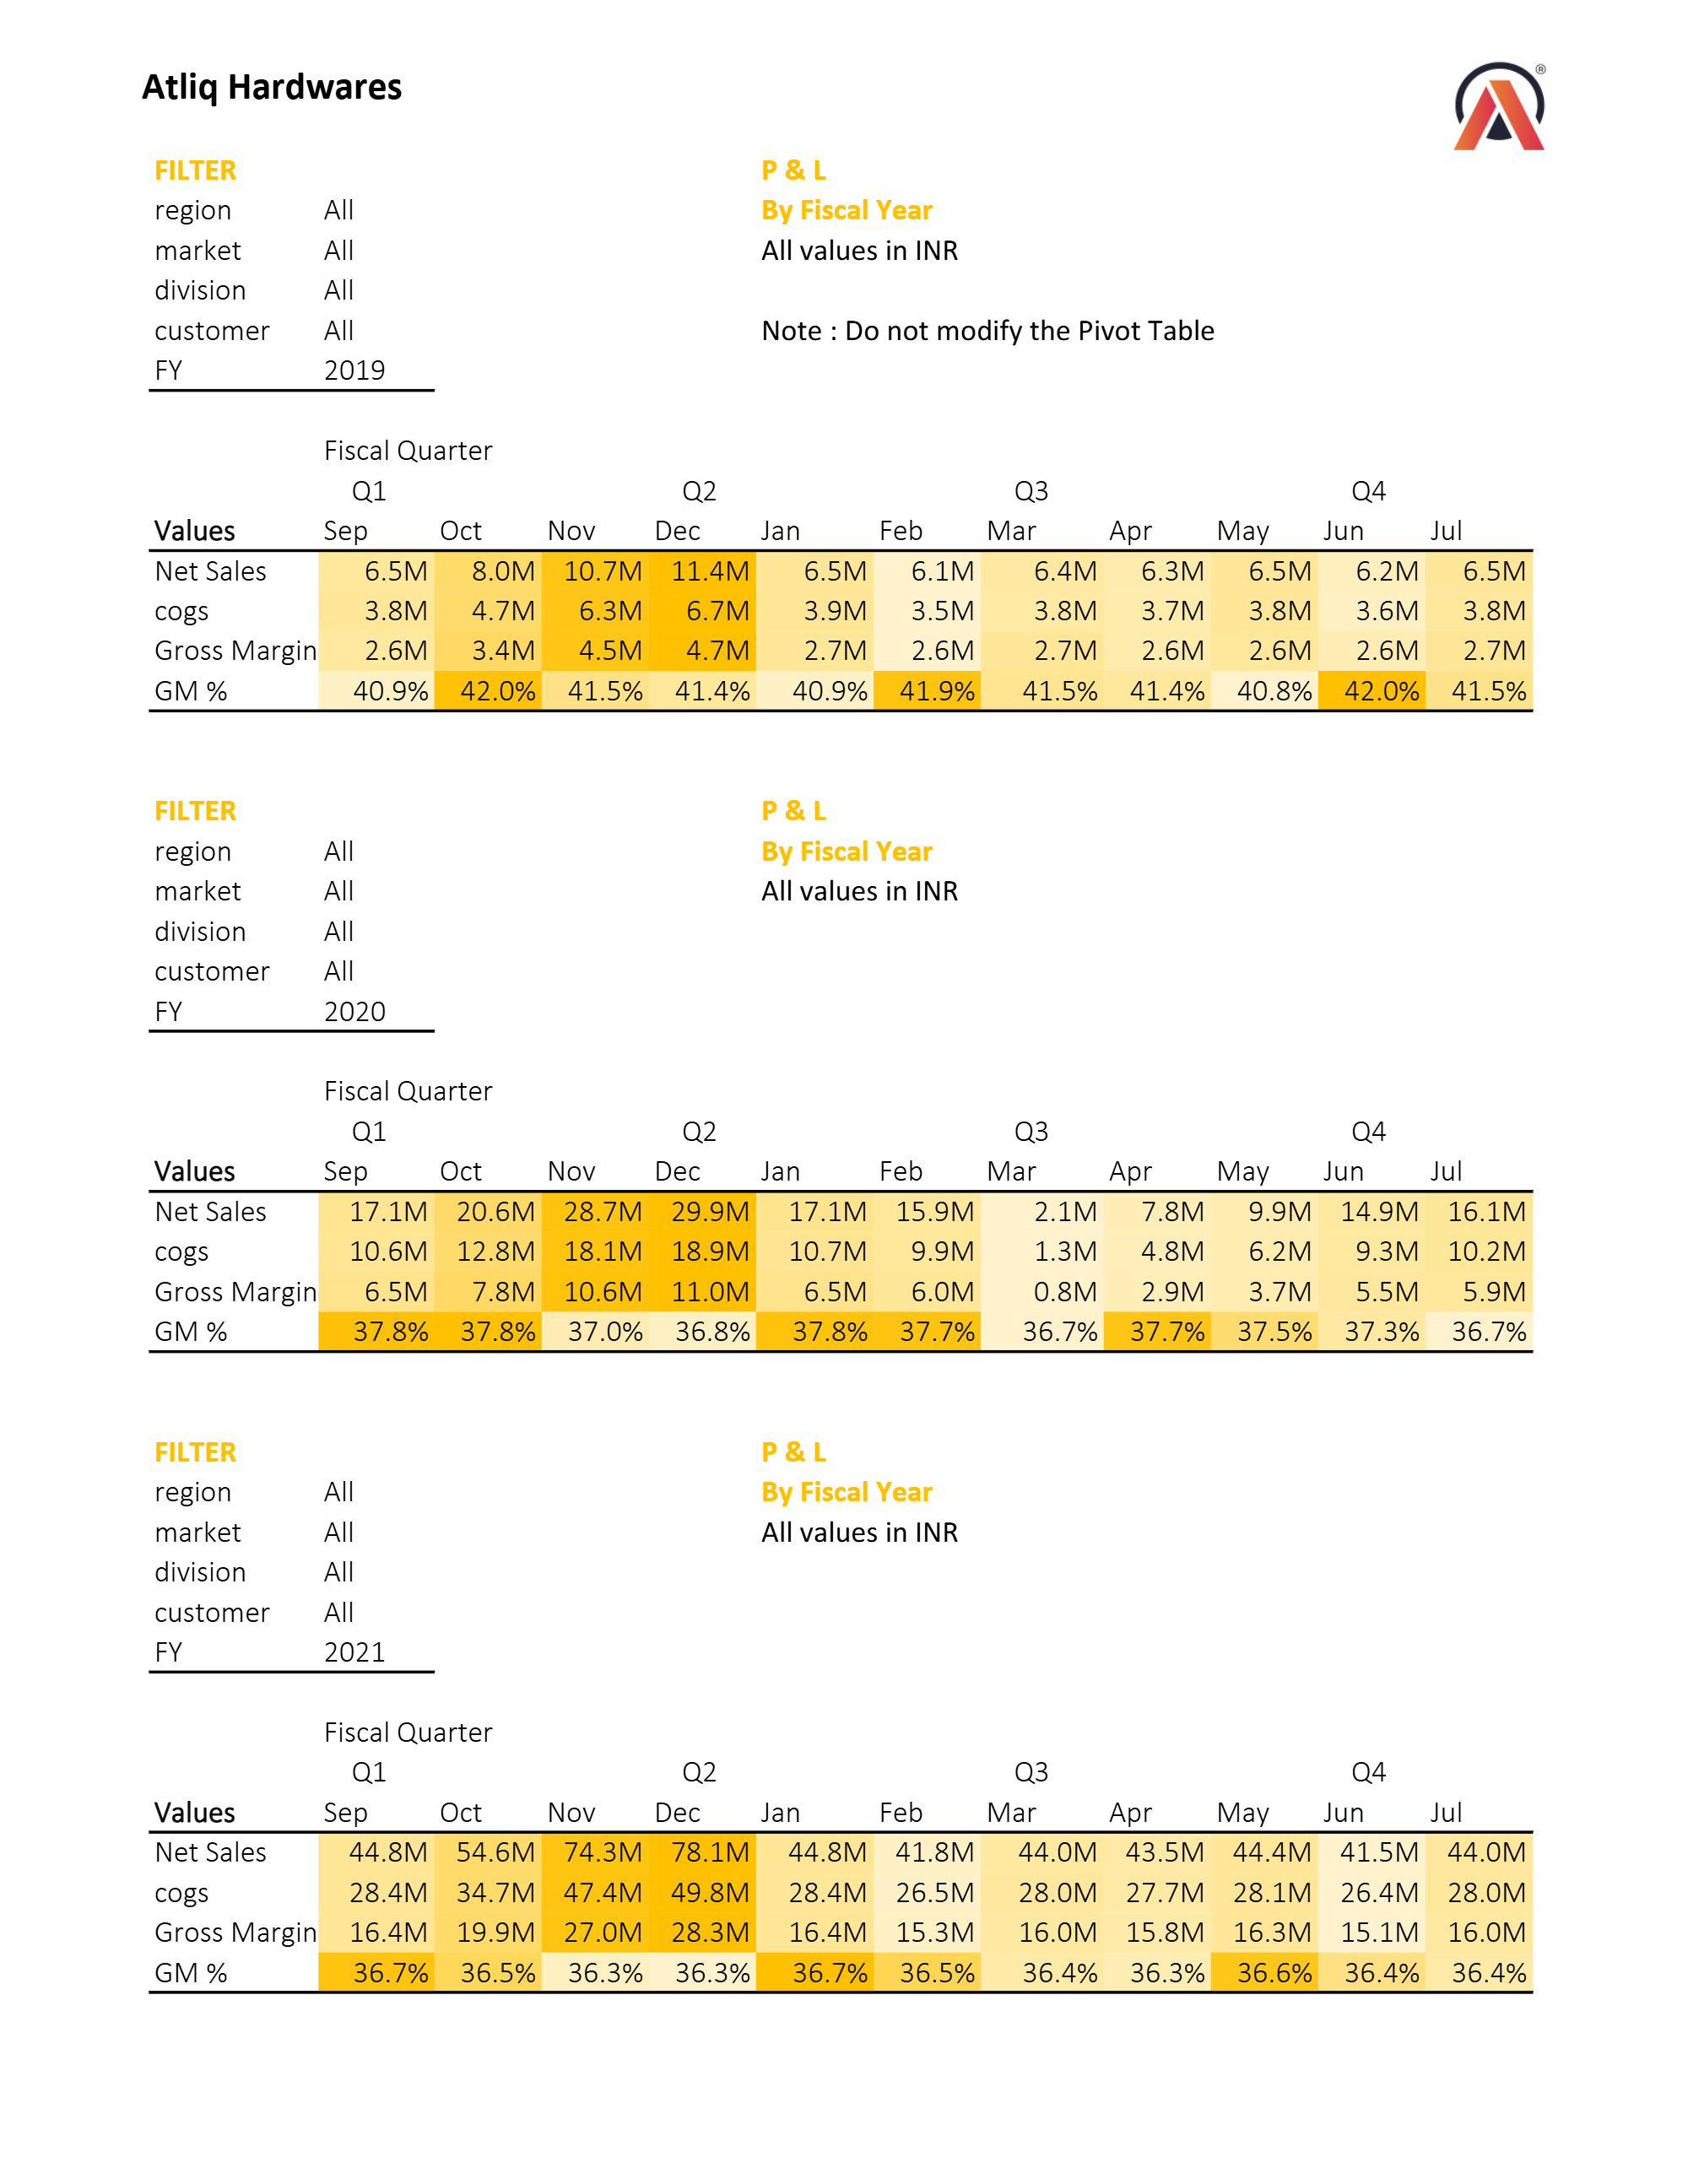 Atliq Hardwares
®
FILTER P & L
region All By Fiscal Year
market All All values in INR
division All
customer All Note : Do not modify the Pivot Table
FY 2019
Fiscal Quarter
Q1 Q2 Q3 Q4
Values Sep Oct Nov Dec Jan Feb Mar Apr May Jun Jul
Net Sales 6.5M 8.0M 10.7M 11.4M 6.5M 6.1M 6.4M 6.3M 6.5M 6.2M 6.5M
cogs 3.8M 4.7M 6.3M 6.7M 3.9M 3.5M 3.8M 3.7M 3.8M 3.6M 3.8M
Gross Margin 2.6M 3.4M 4.5M 4.7M 2.7M 2.6M 2.7M 2.6M 2.6M 2.6M 2.7M
GM % 40.9% 42.0% 41.5% 41.4% 40.9% 41.9% 41.5% 41.4% 40.8% 42.0% 41.5%
FILTER P & L
region All By Fiscal Year
market All All values in INR
division All
customer All
FY 2020
Fiscal Quarter
Q1 Q2 Q3 Q4
Values Sep Oct Nov Dec Jan Feb Mar Apr May Jun Jul
Net Sales 17.1M 20.6M 28.7M 29.9M 17.1M 15.9M 2.1M 7.8M 9.9M 14.9M 16.1M
cogs 10.6M 12.8M 18.1M 18.9M 10.7M 9.9M 1.3M 4.8M 6.2M 9.3M 10.2M
Gross Margin 6.5M 7.8M 10.6M 11.0M 6.5M 6.0M 0.8M 2.9M 3.7M 5.5M 5.9M
GM % 37.8% 37.8% 37.0% 36.8% 37.8% 37.7% 36.7% 37.7% 37.5% 37.3% 36.7%
FILTER P & L
region All By Fiscal Year
market All All values in INR
division All
customer All
FY 2021
Fiscal Quarter
Q1 Q2 Q3 Q4
Values Sep Oct Nov Dec Jan Feb Mar Apr May Jun Jul
Net Sales 44.8M 54.6M 74.3M 78.1M 44.8M 41.8M 44.0M 43.5M 44.4M 41.5M 44.0M
cogs 28.4M 34.7M 47.4M 49.8M 28.4M 26.5M 28.0M 27.7M 28.1M 26.4M 28.0M
Gross Margin 16.4M 19.9M 27.0M 28.3M 16.4M 15.3M 16.0M 15.8M 16.3M 15.1M 16.0M
GM % 36.7% 36.5% 36.3% 36.3% 36.7% 36.5% 36.4% 36.3% 36.6% 36.4% 36.4%